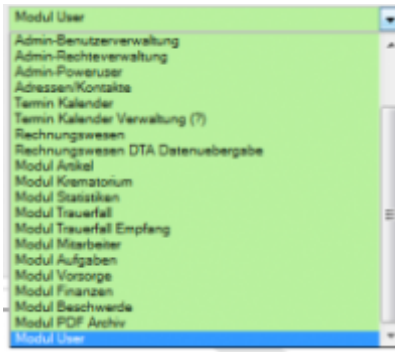 Modul User
Admin-Benutzerverwaltung
Admin-Rechteverwaltung
Admin-Poweruser
Adressen/Kontakte
Termin Kalender
Termin Kalender Verwaltung (?)
Rechnungswesen
Rechnungswesen DTA Datenuebergabe
Modul Artikel
Modul Krematorium
Modul Statistiken
Modul Trauerfall
Modul Trauerfall Empfang
Modul Mitarbeiter
Modul Aufgaben
Modul Vorsorge
Modul Finanzen
Modul Beschwerde
Modul PDF Archiv
Modul User